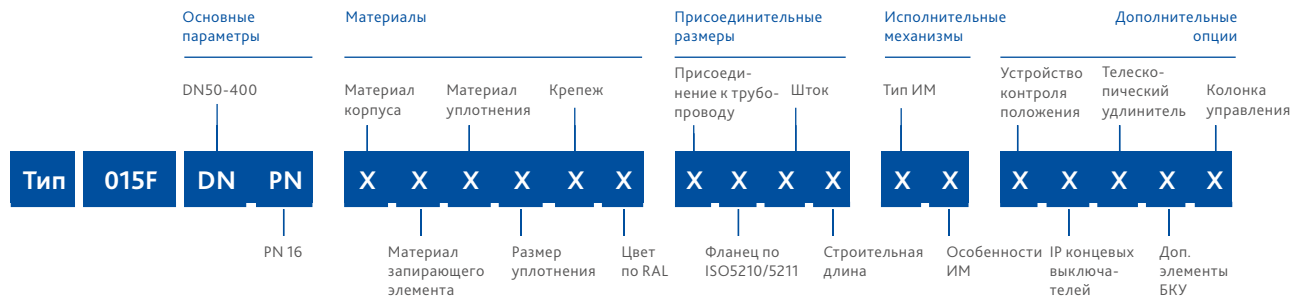 Основные
параметры
Материалы
Присоединительные
размеры
Исполнительные
механизмы
Дополнительные
опции
DN50-400
Материал
корпуса
Материал
уплотнения
Крепеж
Присоеди-
нение к трубо-
проводу
Шток
Тип ИМ
Устройство
контроля
положения
Телеско-
пический
удлинитель
Колонка
управления
Тип 015F DN PN X X X X X X X X X X X X X X X X X
PN 16
Материал
запирающего
элемента
Размер
уплотнения
Цвет
по RAL
Фланец по
ISO5210/5211
Строительная
длина
Особенности
ИМ
IP концевых
выключа-
телей
Доп.
элементы
БКУ